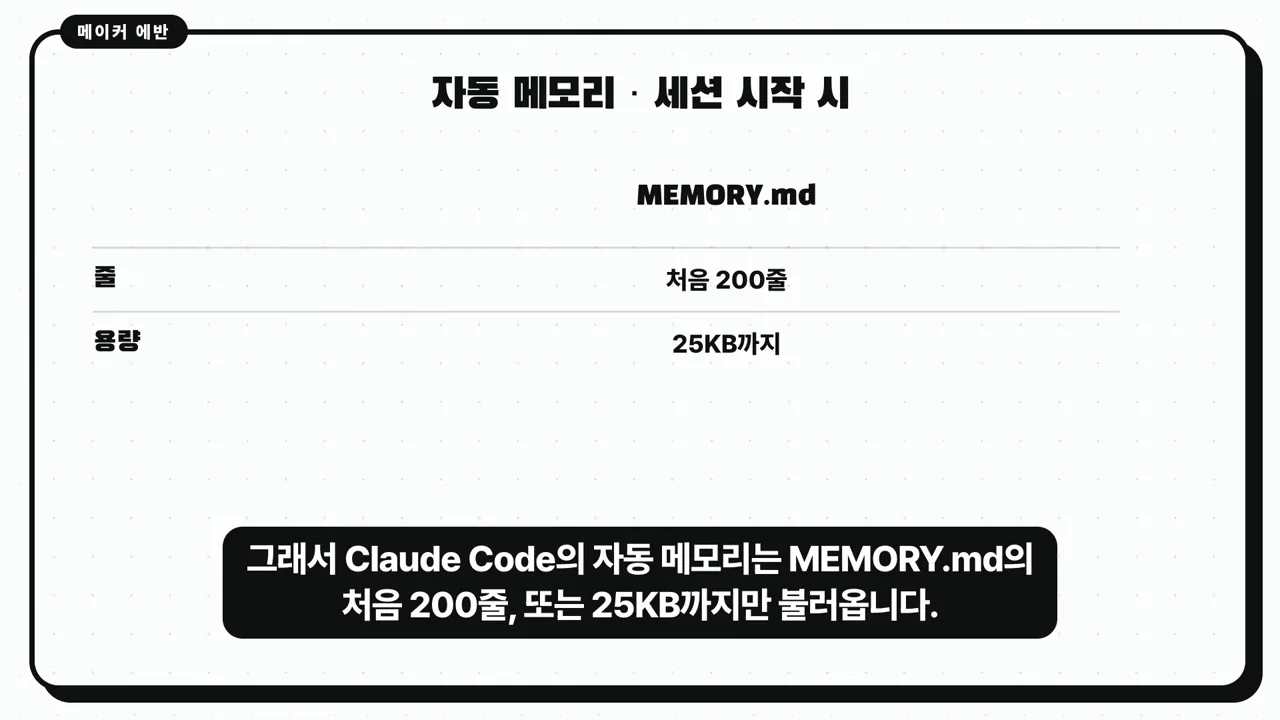 메이커 에반
자동 메모리 · 세션 시작 시
MEMORY.md
줄
처음 200줄
용량
25KB까지
그래서 Claude Code의 자동 메모리는 MEMORY.md의
처음 200줄, 또는 25KB까지만 불러옵니다.